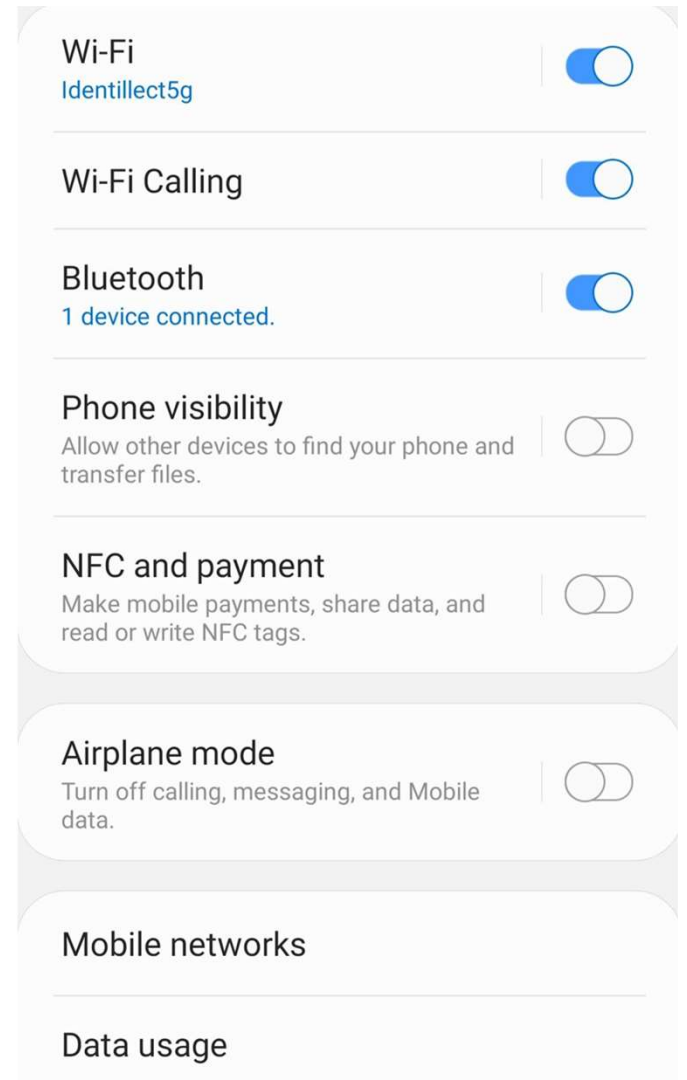 Wi-Fi
Identillect5g
Wi-Fi Calling
Bluetooth
1 device connected.
Phone visibility
Allow other devices to find your phone and
transfer files.
NFC and payment
Make mobile payments, share data, and
read or write NFC tags.
Airplane mode
Turn off calling, messaging, and Mobile
data.
Mobile networks
Data usage